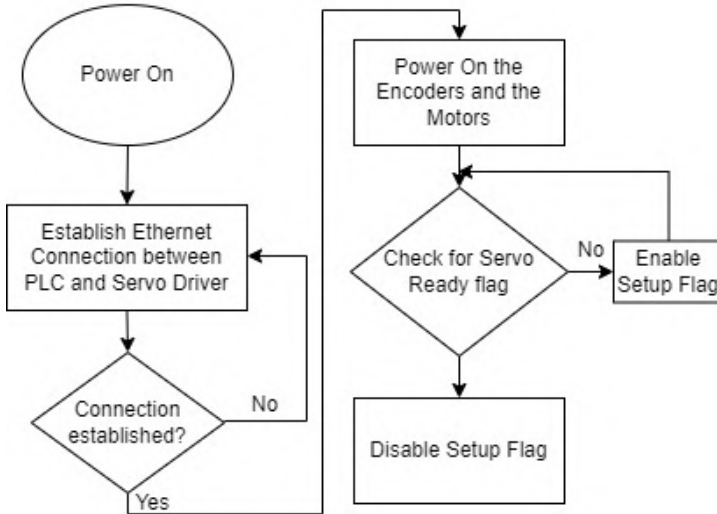 Power On
Establish Ethernet
Connection between
PLC and Servo Driver
Connection
established?
No
Yes
Power On the
Encoders and the
Motors
Check for Servo
Ready flag
No
Enable
Setup Flag
Disable Setup Flag